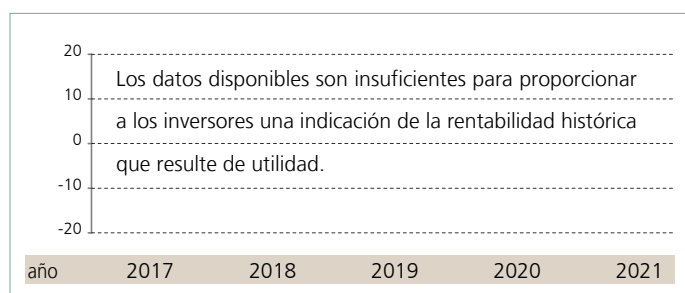 20
Los datos disponibles son insuficientes para proporcionar
10
a los inversores una indicación de la rentabilidad histórica
0
que resulte de utilidad.
-10
-20
año 2017 2018 2019 2020 2021